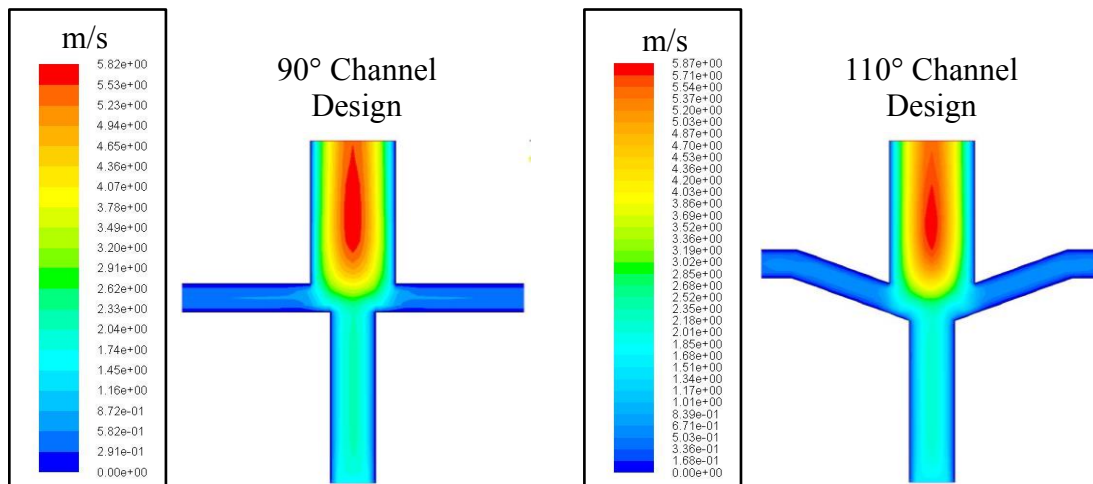 m/s
5.82e+00
5.53e+00
5.23e+00
4.94e+00
4.65e+00
4.36e+00
4.07e+00
3.78e+00
3.49e+00
3.20e+00
2.91e+00
2.62e+00
2.33e+00
2.04e+00
1.74e+00
1.45e+00
1.16e+00
8.72e-01
5.82e-01
2.91e-01
0.00e+00
90° Channel
Design
m/s
5.87e+00
5.71e+00
5.54e+00
5.37e+00
5.20e+00
5.03e+00
4.87e+00
4.70e+00
4.53e+00
4.36e+00
4.20e+00
4.03e+00
3.86e+00
3.69e+00
3.52e+00
3.36e+00
3.19e+00
3.02e+00
2.85e+00
2.68e+00
2.52e+00
2.35e+00
2.18e+00
2.01e+00
1.85e+00
1.68e+00
1.51e+00
1.34e+00
1.17e+00
1.01e+00
8.39e-01
6.71e-01
5.03e-01
3.36e-01
1.68e-01
0.00e+00
110° Channel
Design